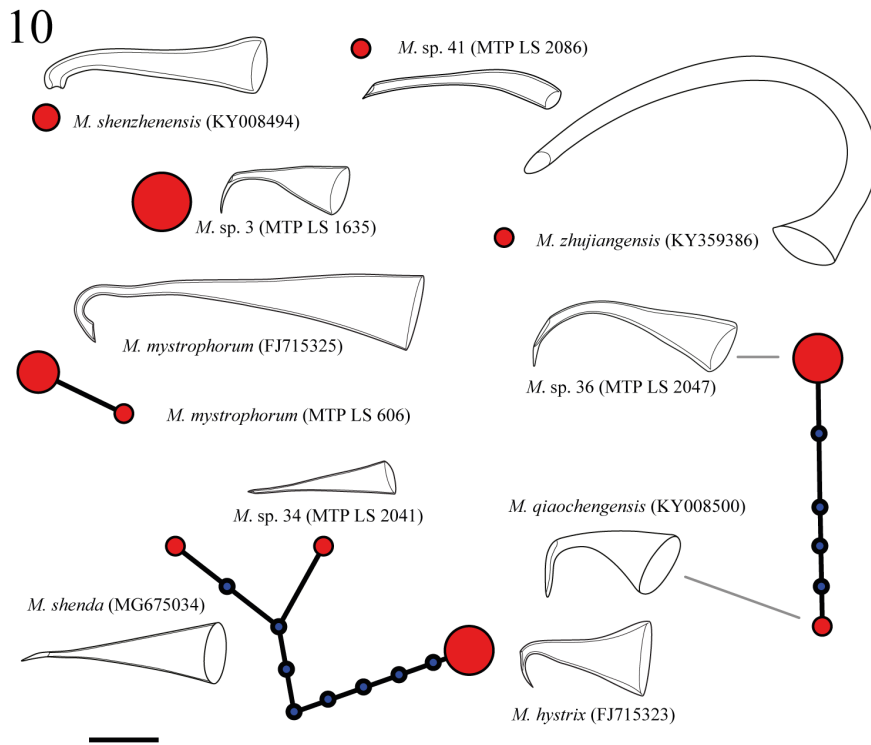 10
M. sp. 41 (MTP LS 2086)
M. shenzhenensis (KY008494)
M. sp. 3 (MTP LS 1635)
M. zhujiangensis (KY359386)
M. mystrophorum (FJ715325)
M. sp. 36 (MTP LS 2047)
M. mystrophorum (MTP LS 606)
M. sp. 34 (MTP LS 2041)
M. qiaochengensis (KY008500)
M. shenda (MG675034)
M. hystrix (FJ715323)